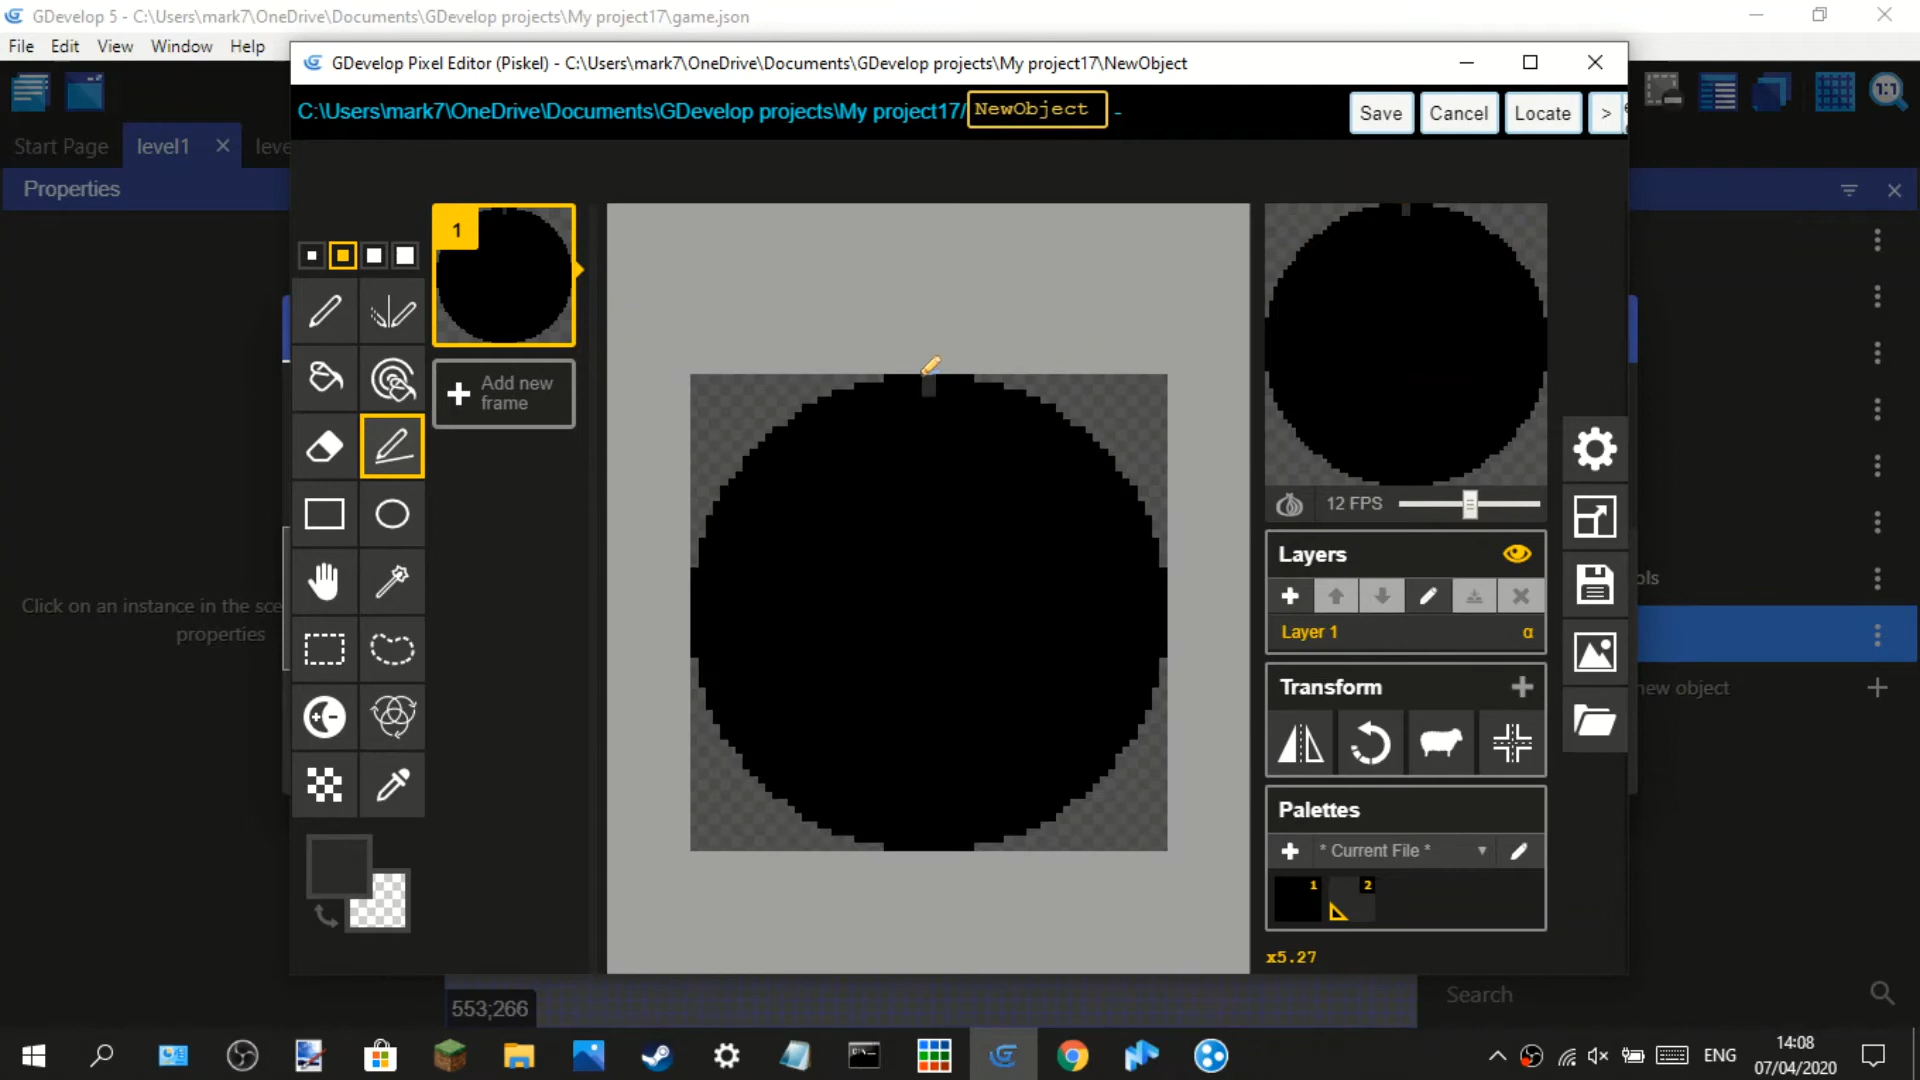 GDevelop 5 - C:\Users\mark7\OneDrive\Documents\GDevelop projects\My project17\game.json
File Edit View Window Help
GDevelop Pixel Editor (Piskel) - C:\Users\mark7\OneDrive\Documents\GDevelop projects\My project17\NewObject
C:\Users\mark7\OneDrive\Documents\GDevelop projects\My project17/ NewObject -
Save Cancel Locate >
1:1
Start Page level1 leve
Properties
1
Add new
frame
12 FPS
Layers
Layer 1 α
Transform
Palettes
* Current File *
1 2
x5.27
Click on an instance in the sce
properties
ols
new object
553;266
Search
ENG
14:08
07/04/2020